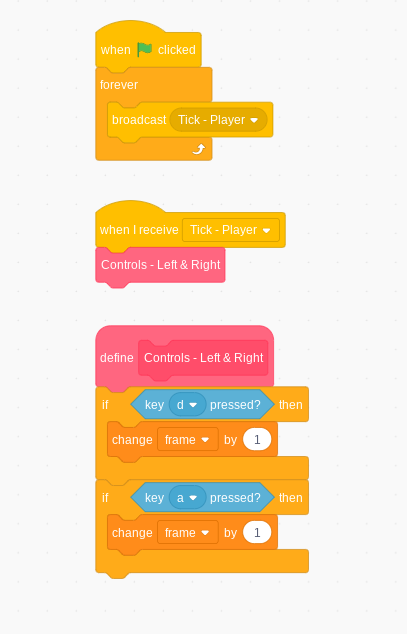 when clicked
forever
broadcast Tick - Player
when I receive Tick - Player
Controls - Left & Right
define Controls - Left & Right
if key d pressed? then
change frame by 1
if key a pressed? then
change frame by 1